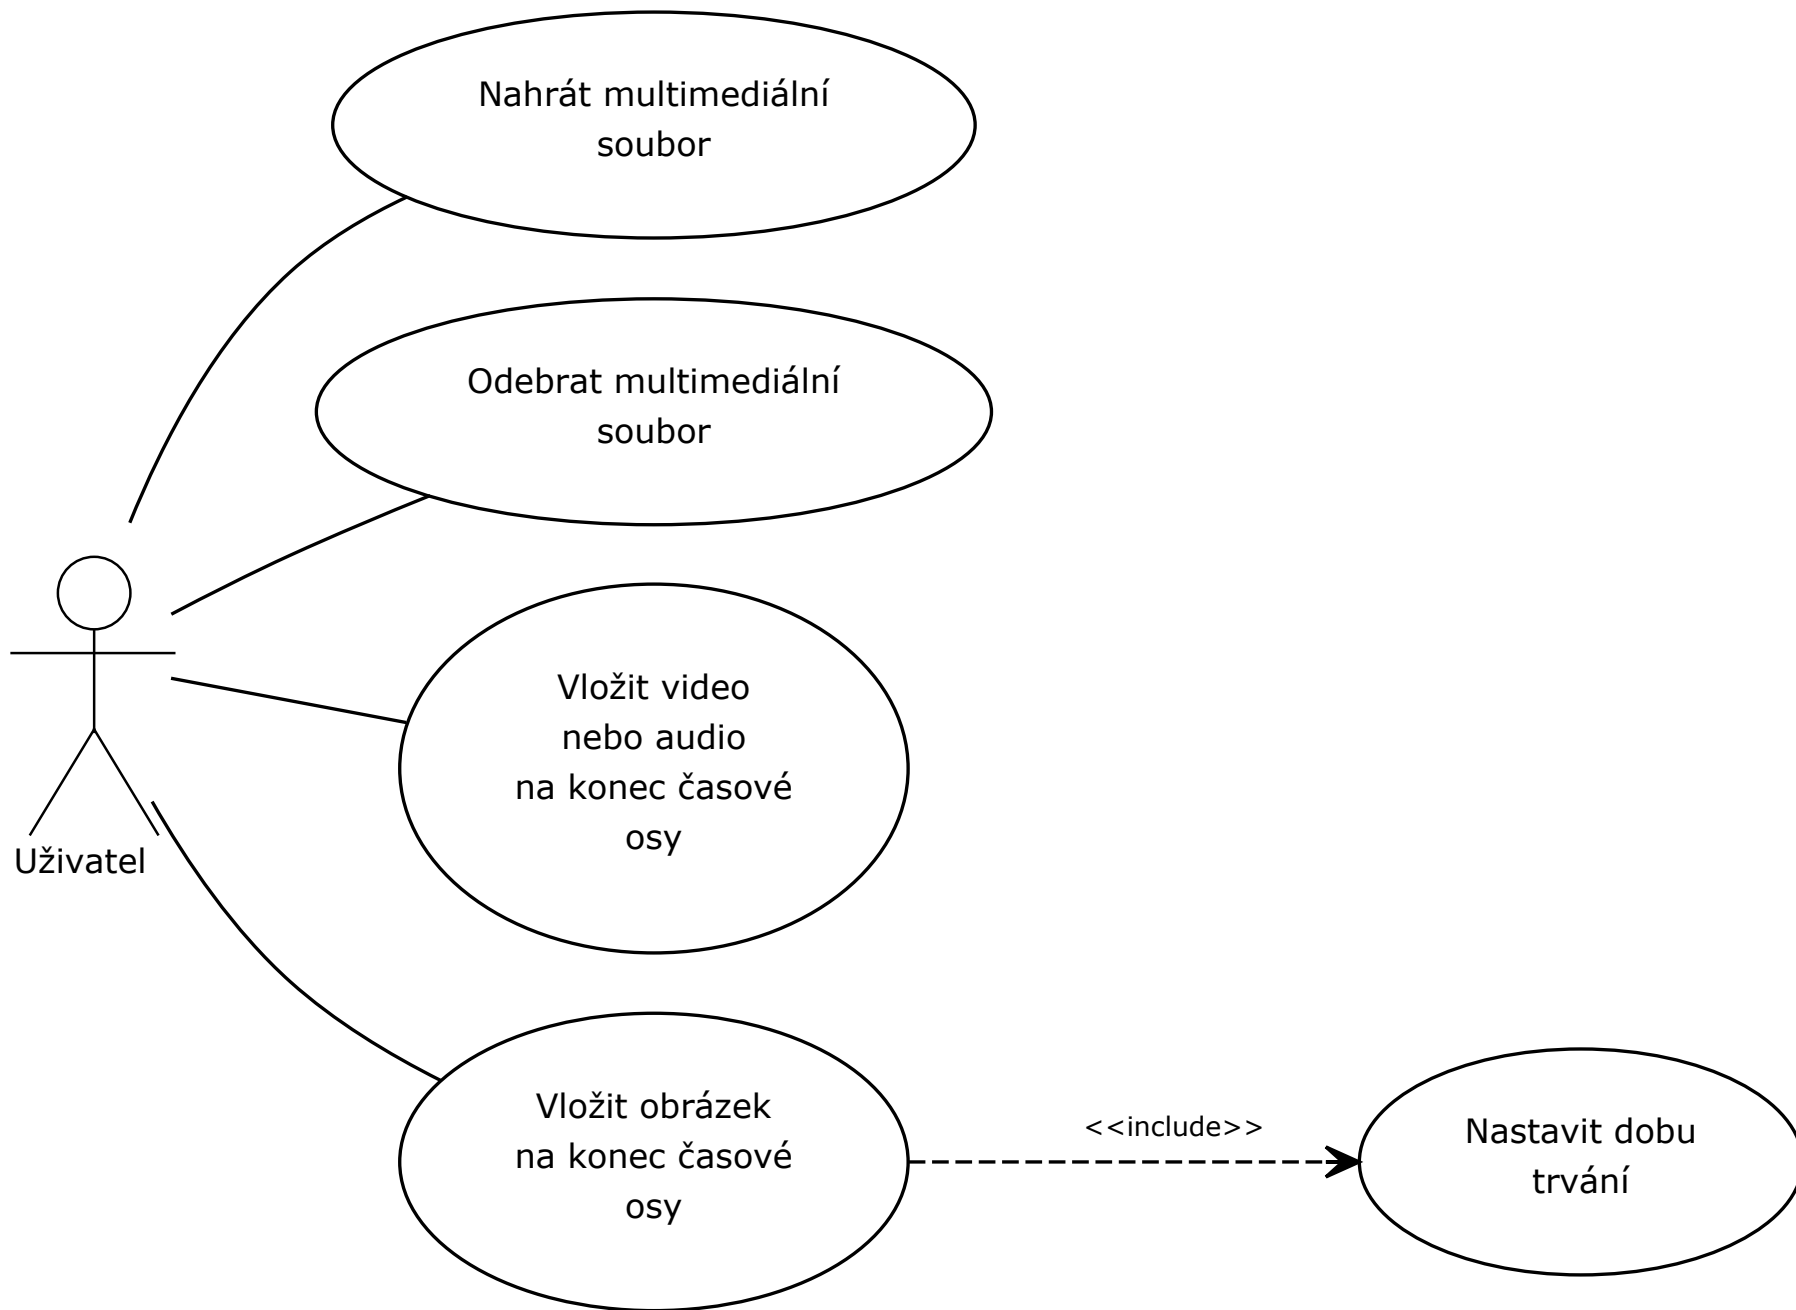 Nahrát multimediální
soubor
Odebrat multimediální
soubor
Vložit video
nebo audio
na konec časové
osy
Uživatel
Vložit obrázek
na konec časové
osy
<<include>>
Nastavit dobu
trvání